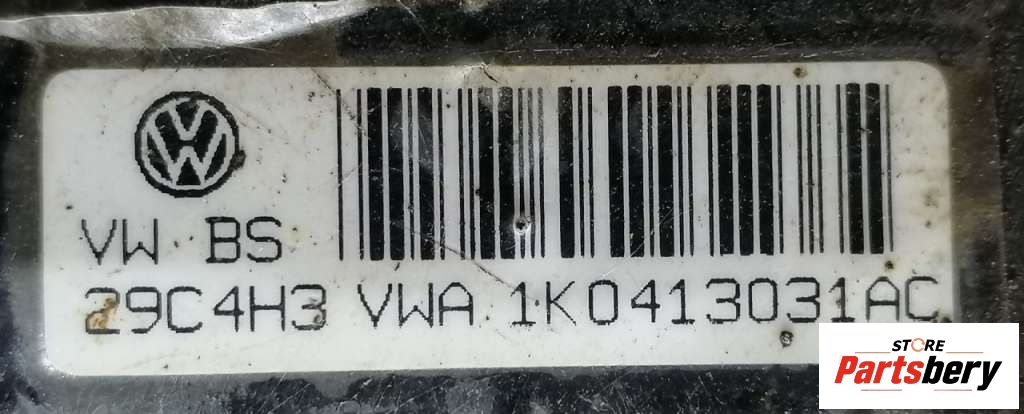 VW BS
29C4H3 VWA 1K0413031AC
STORE
Partsbery